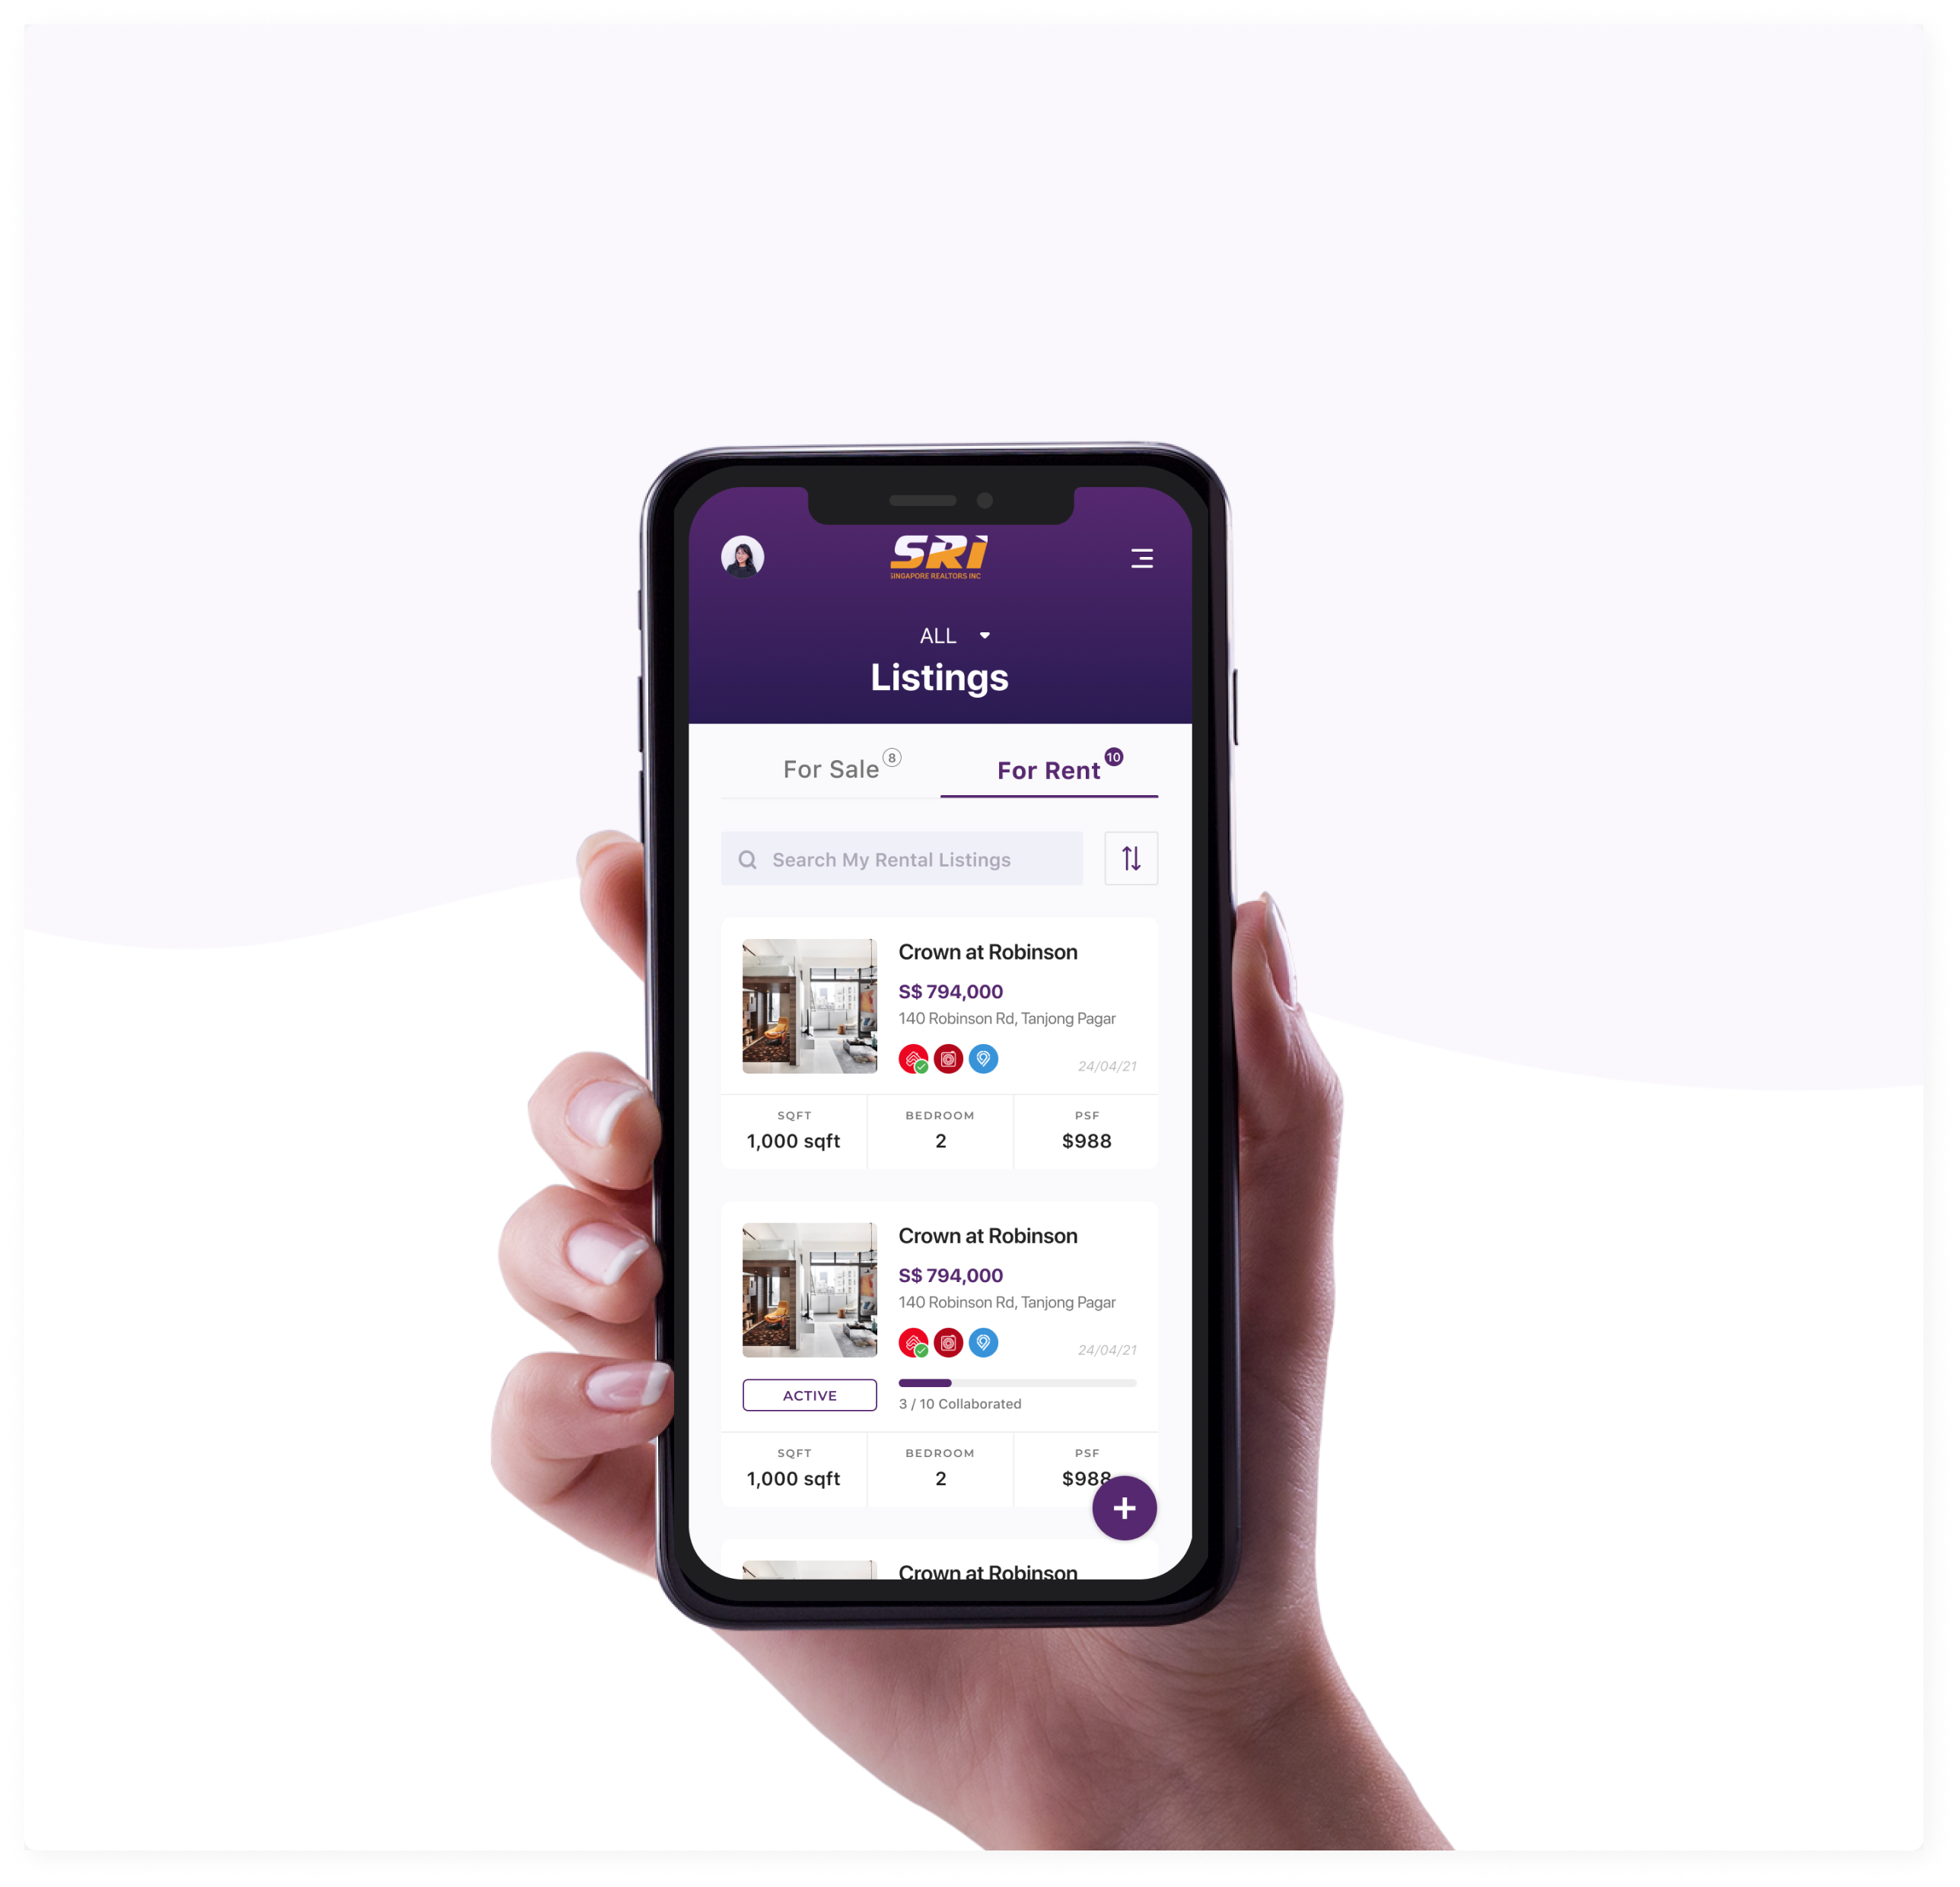 SRI
SINGAPORE REALTORS INC
ALL
Listings
For Sale 8
For Rent 10
Search My Rental Listings
Crown at Robinson
S$ 794,000
140 Robinson Rd, Tanjong Pagar
24/04/21
SQFT BEDROOM PSF
1,000 sqft 2 $988
Crown at Robinson
S$ 794,000
140 Robinson Rd, Tanjong Pagar
24/04/21
ACTIVE
3 / 10 Collaborated
SQFT BEDROOM PSF
1,000 sqft 2 $988
Crown at Robinson